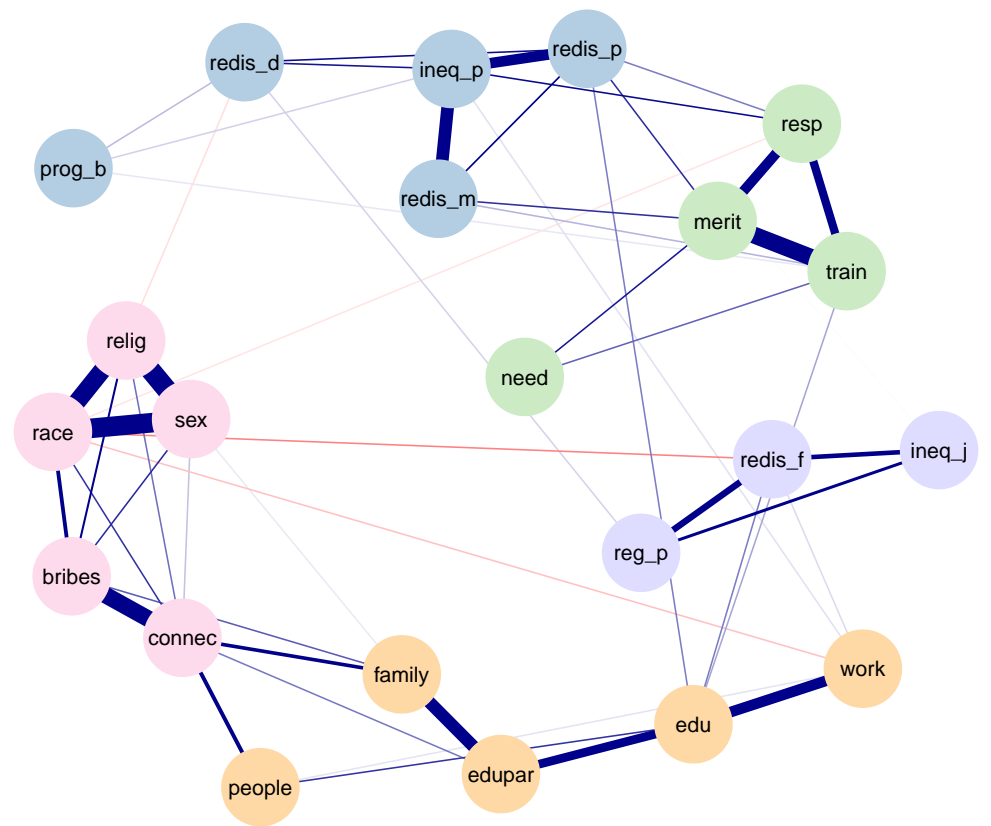 redis_p
redis_d
ineq_p
resp
prog_b
redis_m
merit
train
relig
need
sex
race
ineq_j
redis_f
reg_p
bribes
connec
work
family
edu
edupar
people